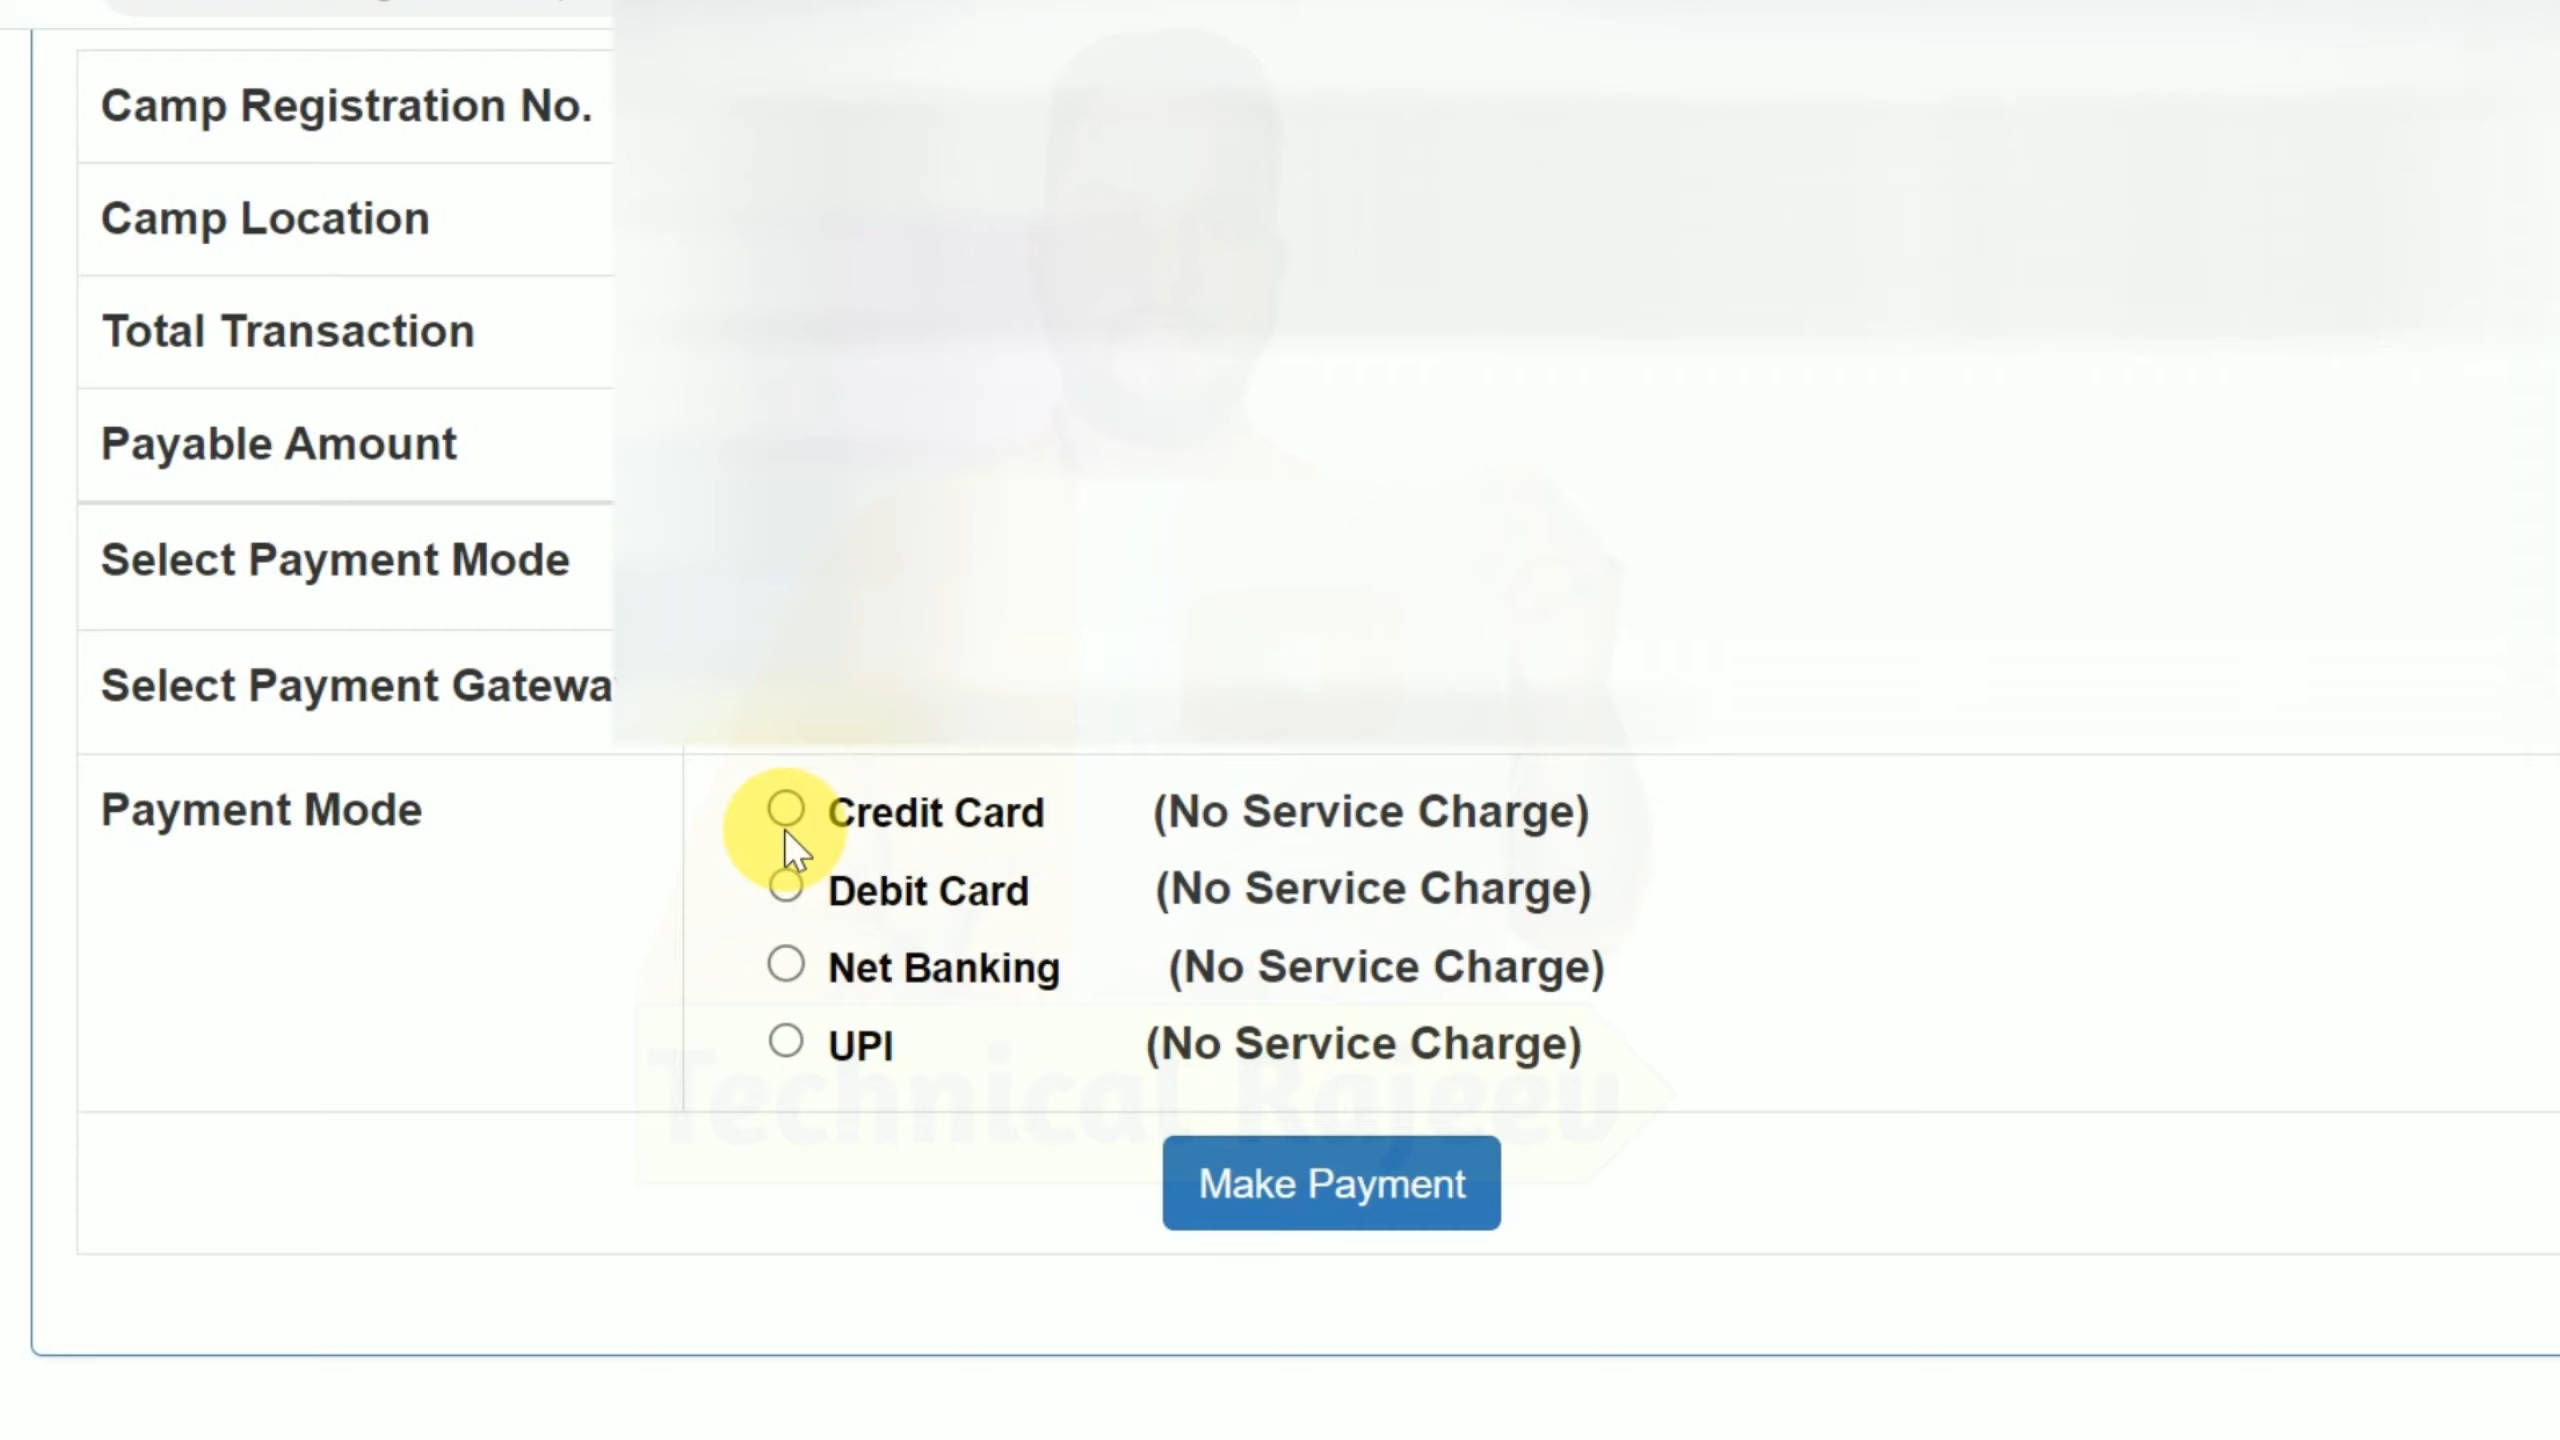 Camp Registration No.
Camp Location
Total Transaction
Payable Amount
Select Payment Mode
Select Payment Gatewa
Payment Mode
Credit Card (No Service Charge)
Debit Card (No Service Charge)
Net Banking (No Service Charge)
UPI (No Service Charge)
Technical Rajeev
Make Payment